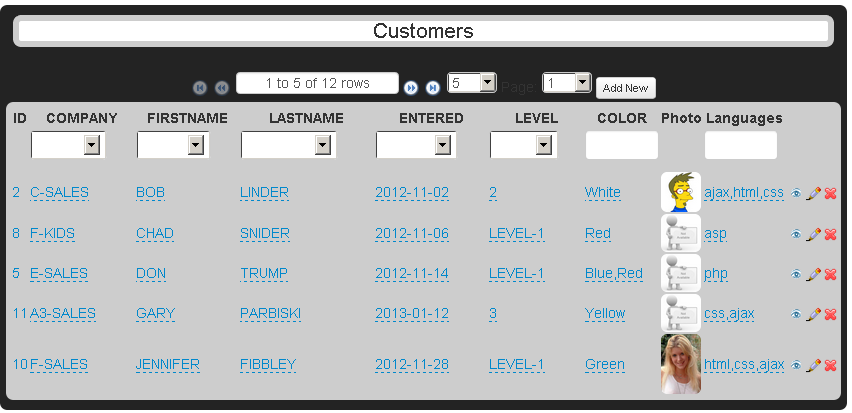 Customers
1 to 5 of 12 rows 5 Page: 1 Add New
ID COMPANY FIRSTNAME LASTNAME ENTERED LEVEL COLOR Photo Languages
2 C-SALES BOB LINDER 2012-11-02 2 White ajax,html,css
8 F-KIDS CHAD SNIDER 2012-11-06 LEVEL-1 Red asp
5 E-SALES DON TRUMP 2012-11-14 LEVEL-1 Blue,Red php
11 A3-SALES GARY PARBISKI 2013-01-12 3 Yellow css,ajax
10 F-SALES JENNIFER FIBBLEY 2012-11-28 LEVEL-1 Green html,css,ajax